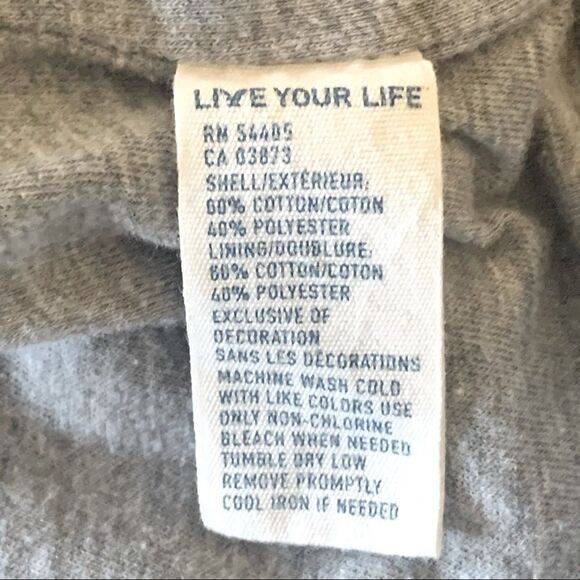 LIVE YOUR LIFE
RN 54485
CA 03873
SHELL/EXTÉRIEUR:
60% COTTON/COTON
40% POLYESTER
LINING/DOUBLURE:
60% COTTON/COTON
40% POLYESTER
EXCLUSIVE OF
DECORATION
SANS LES DÉCORATIONS
MACHINE WASH COLD
WITH LIKE COLORS USE
ONLY NON-CHLORINE
BLEACH WHEN NEEDED
TUMBLE DRY LOW
REMOVE PROMPTLY
COOL IRON IF NEEDED